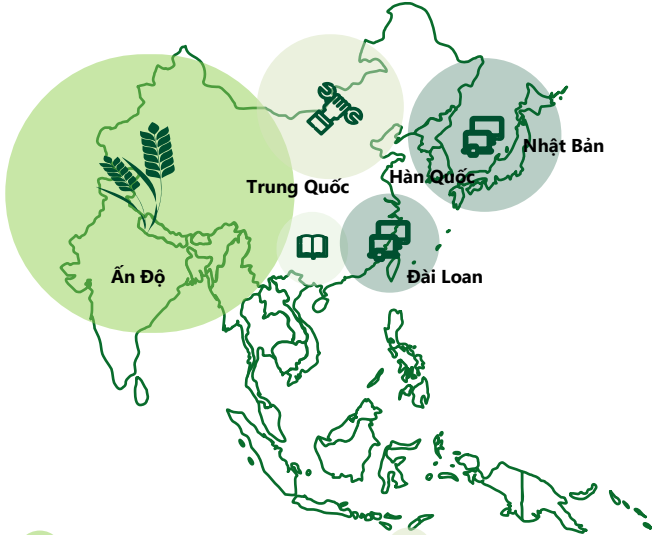 Nhật Bản
Hàn Quốc
Trung Quốc
Ấn Độ
Đài Loan